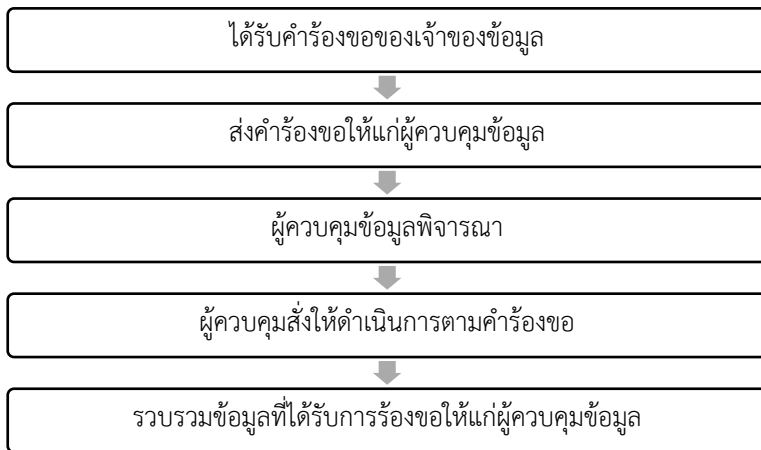 ได้รับคำร้องขอของเจ้าของข้อมูล
ส่งคำร้องขอให้แก่ผู้ควบคุมข้อมูล
ผู้ควบคุมข้อมูลพิจารณา
ผู้ควบคุมสั่งให้ดำเนินการตามคำร้องขอ
รวบรวมข้อมูลที่ได้รับการร้องขอให้แก่ผู้ควบคุมข้อมูล